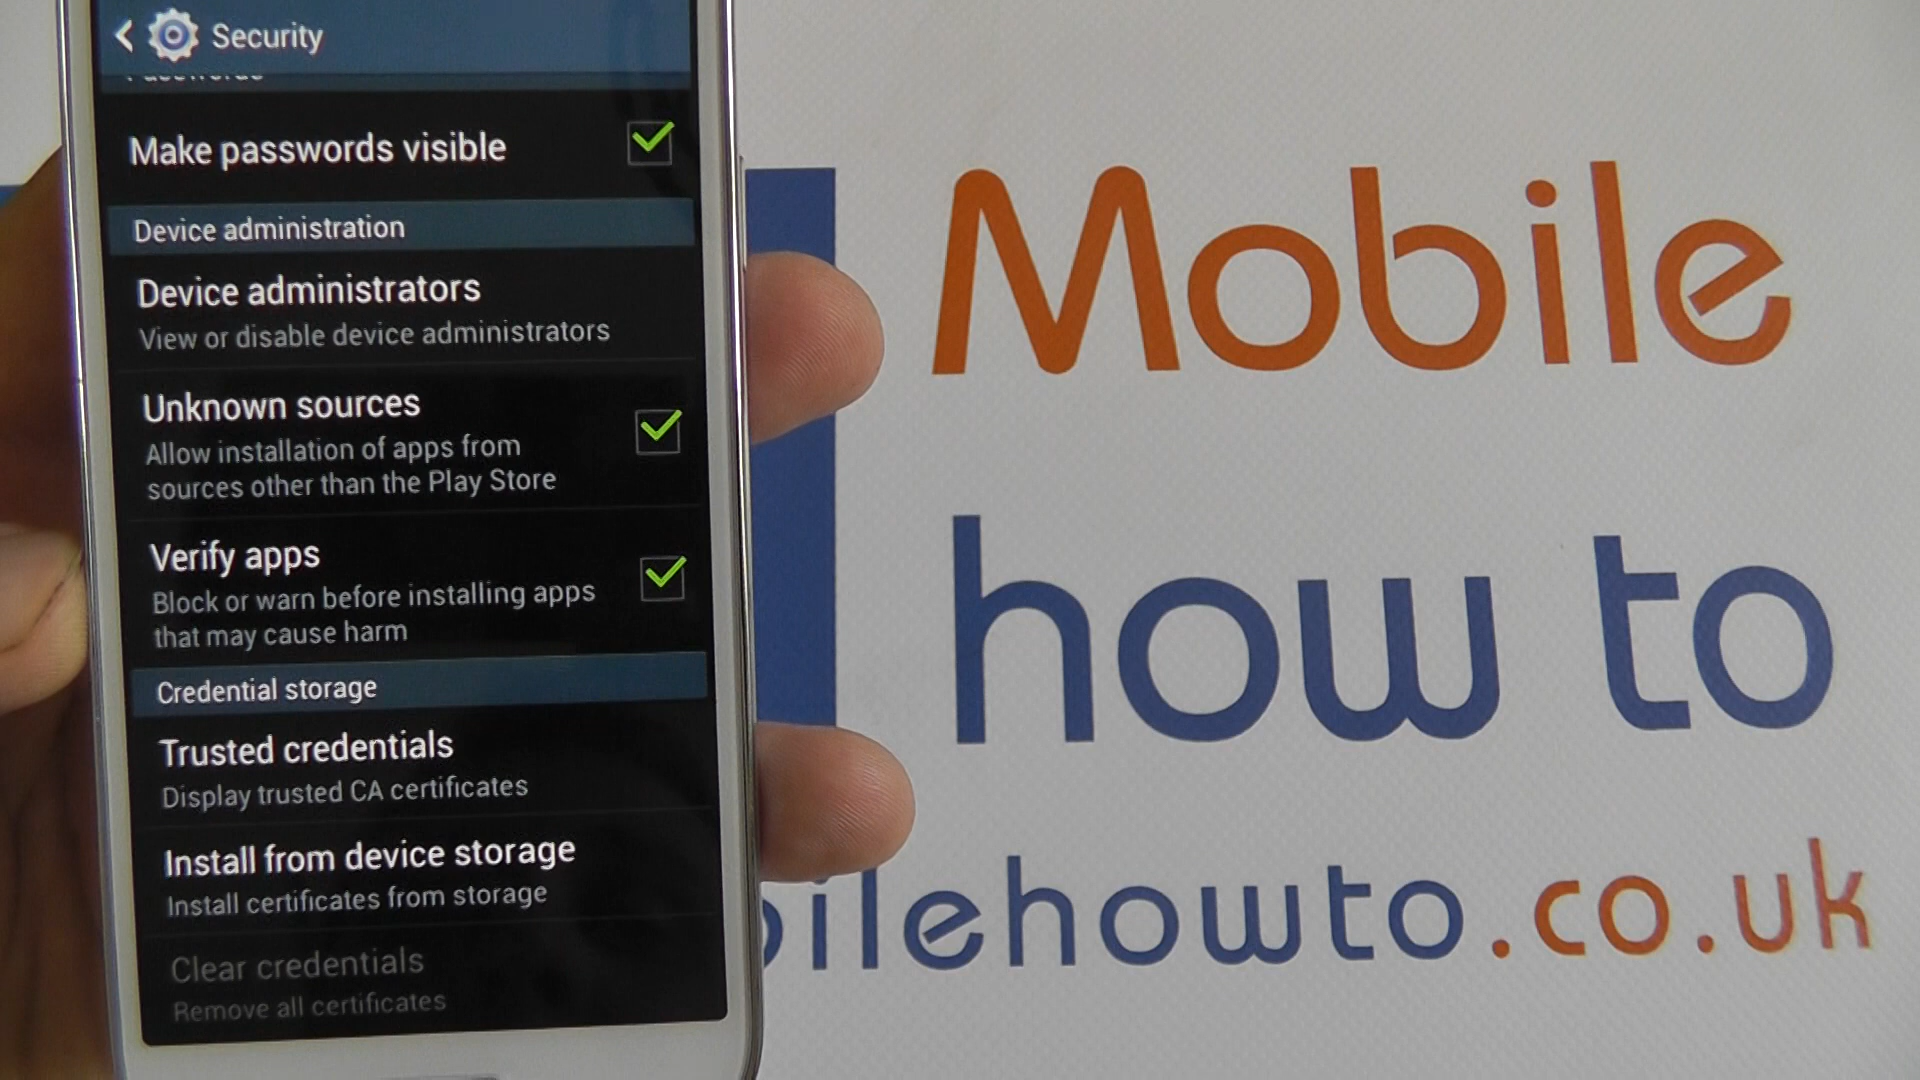 Security
Make passwords visible
Device administration
Device administrators
View or disable device administrators
Unknown sources
Allow installation of apps from
sources other than the Play Store
Verify apps
Block or warn before installing apps
that may cause harm
Credential storage
Trusted credentials
Display trusted CA certificates
Install from device storage
Install certificates from storage
Clear credentials
Remove all certificates
Mobile
how to
bilehowto.co.uk